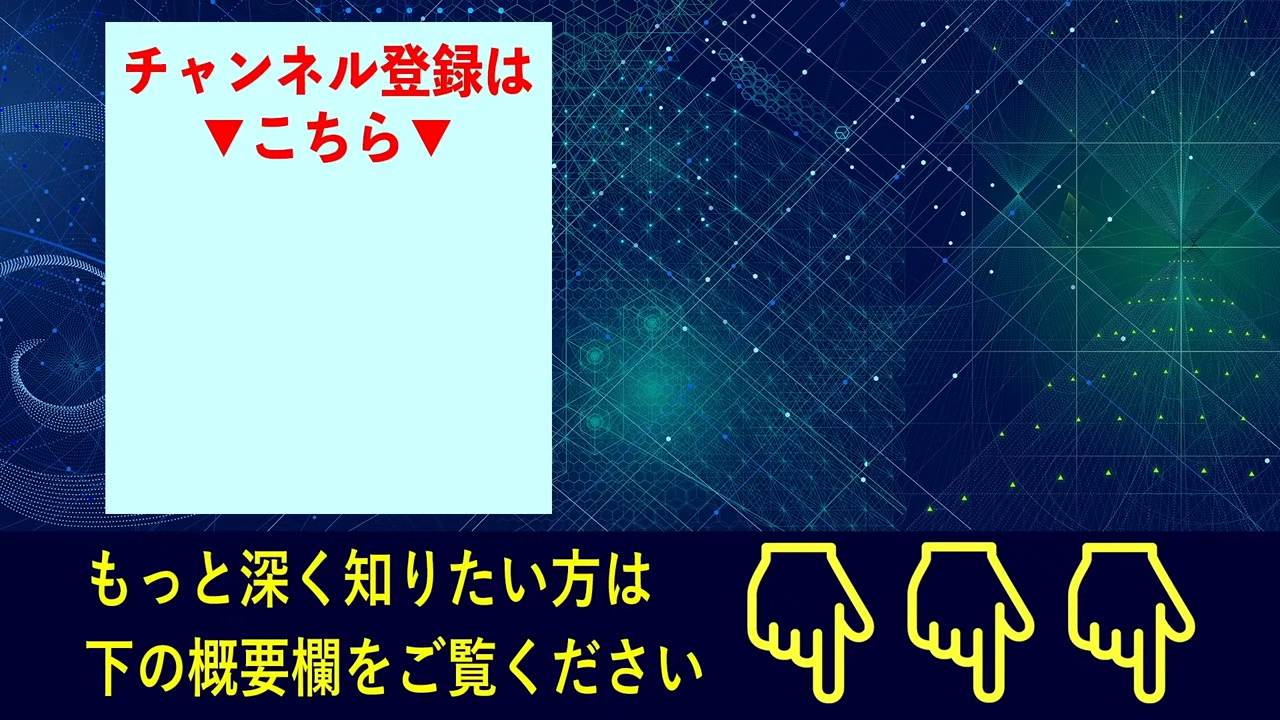 チャンネル登録は
▼こちら▼
もっと深く知りたい方は
下の概要欄をご覧ください